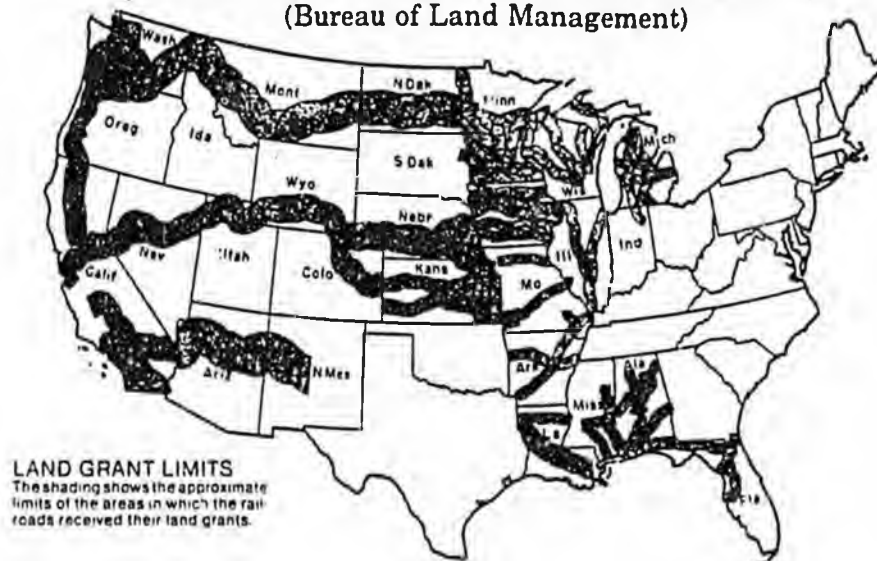 (Bureau of Land Management)
Wash
Mont
N Dak
Minn
Mich
Oreg
Ida
S Dak
Wis
Wyo
Nebr
Nev
Utah
Colo
Kans
Ill
Ind
Calif
Mo
Ariz
N Mex
Ark
Miss
Ala
La
Fla
LAND GRANT LIMITS
The shading shows the approximate
limits of the areas in which the rail-
roads received their land grants.